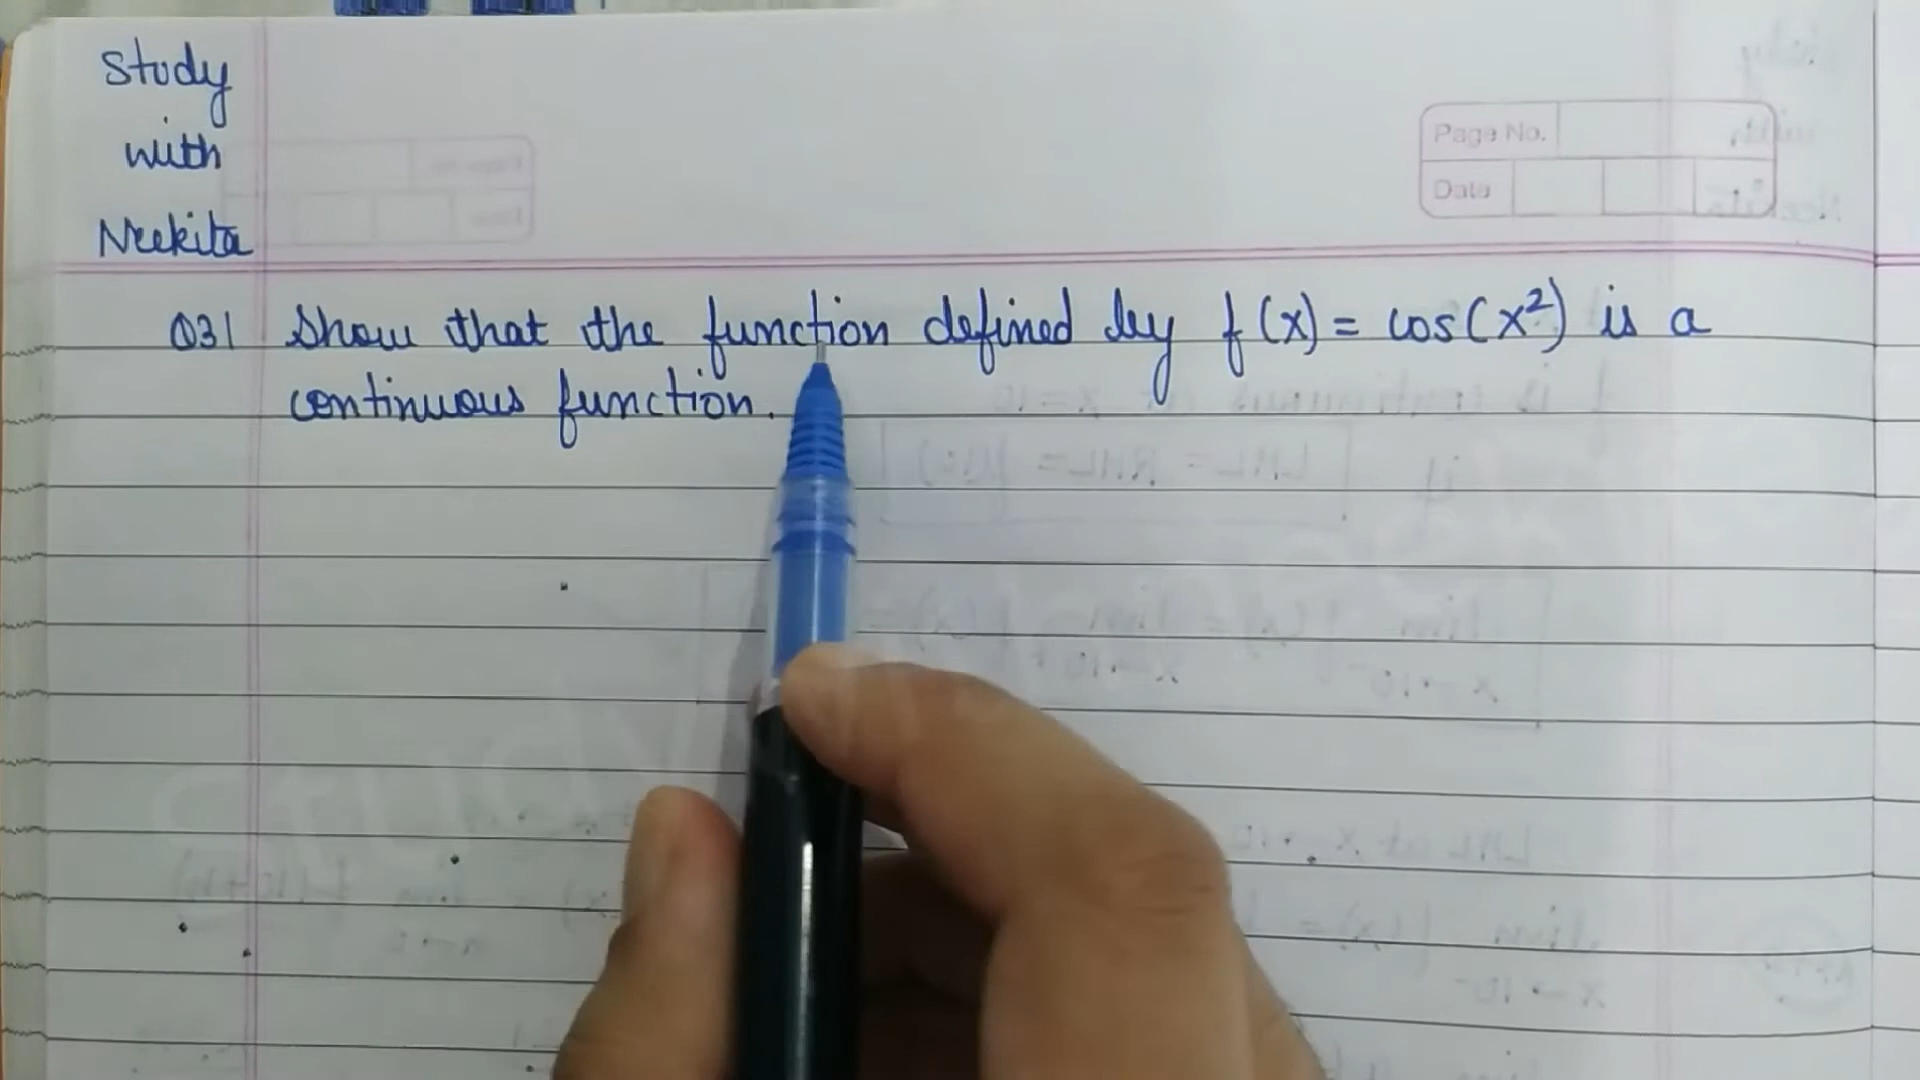 Study
with
Neekita
Page No.
Date
Q31 Show that the function defined by f(x) = cos(x²) is a
continuous function.